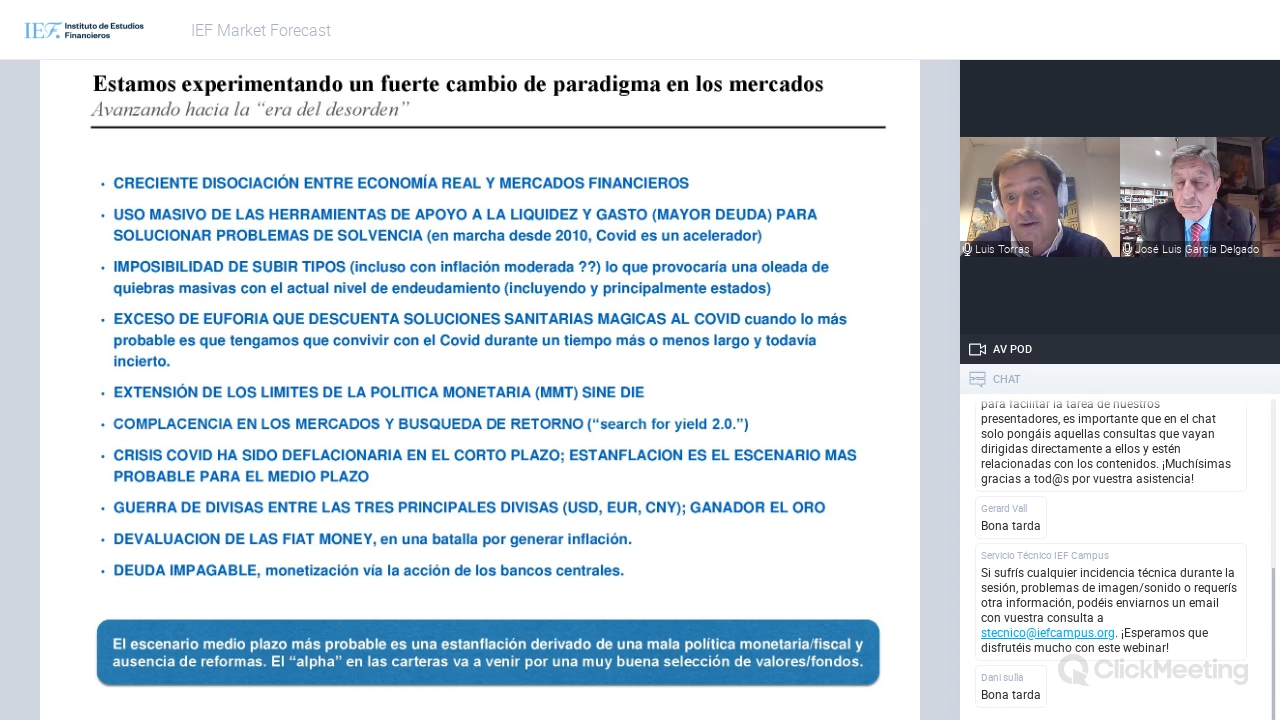 IEF. Instituto de Estudios
Financieros
IEF Market Forecast
Estamos experimentando un fuerte cambio de paradigma en los mercados
Avanzando hacia la “era del desorden”
• CRECIENTE DISOCIACIÓN ENTRE ECONOMÍA REAL Y MERCADOS FINANCIEROS
• USO MASIVO DE LAS HERRAMIENTAS DE APOYO A LA LIQUIDEZ Y GASTO (MAYOR DEUDA) PARA
SOLUCIONAR PROBLEMAS DE SOLVENCIA (en marcha desde 2010, Covid es un acelerador)
• IMPOSIBILIDAD DE SUBIR TIPOS (incluso con inflación moderada ??) lo que provocaría una oleada de
quiebras masivas con el actual nivel de endeudamiento (incluyendo y principalmente estados)
• EXCESO DE EUFORIA QUE DESCUENTA SOLUCIONES SANITARIAS MAGICAS AL COVID cuando lo más
probable es que tengamos que convivir con el Covid durante un tiempo más o menos largo y todavía
incierto.
• EXTENSIÓN DE LOS LIMITES DE LA POLITICA MONETARIA (MMT) SINE DIE
• COMPLACENCIA EN LOS MERCADOS Y BUSQUEDA DE RETORNO (“search for yield 2.0.”)
• CRISIS COVID HA SIDO DEFLACIONARIA EN EL CORTO PLAZO; ESTANFLACION ES EL ESCENARIO MAS
PROBABLE PARA EL MEDIO PLAZO
• GUERRA DE DIVISAS ENTRE LAS TRES PRINCIPALES DIVISAS (USD, EUR, CNY); GANADOR EL ORO
• DEVALUACION DE LAS FIAT MONEY, en una batalla por generar inflación.
• DEUDA IMPAGABLE, monetización vía la acción de los bancos centrales.
El escenario medio plazo más probable es una estanflación derivado de una mala política monetaria/fiscal y
ausencia de reformas. El “alpha” en las carteras va a venir por una muy buena selección de valores/fondos.
Luis Torras
José Luis García Delgado
AV POD
CHAT
para facilitar la tarea de nuestros
presentadores, es importante que en el chat
solo pongáis aquellas consultas que vayan
dirigidas directamente a ellos y estén
relacionadas con los contenidos. ¡Muchísimas
gracias a tod@s por vuestra asistencia!
Gerard Vall
Bona tarda
Servicio Técnico IEF Campus
Si sufrís cualquier incidencia técnica durante la
sesión, problemas de imagen/sonido o requerís
otra información, podéis enviarnos un email
con vuestra consulta a
stecnico@iefcampus.org. ¡Esperamos que
disfrutéis mucho con este webinar!
ClickMeeting
Dani sulla
Bona tarda